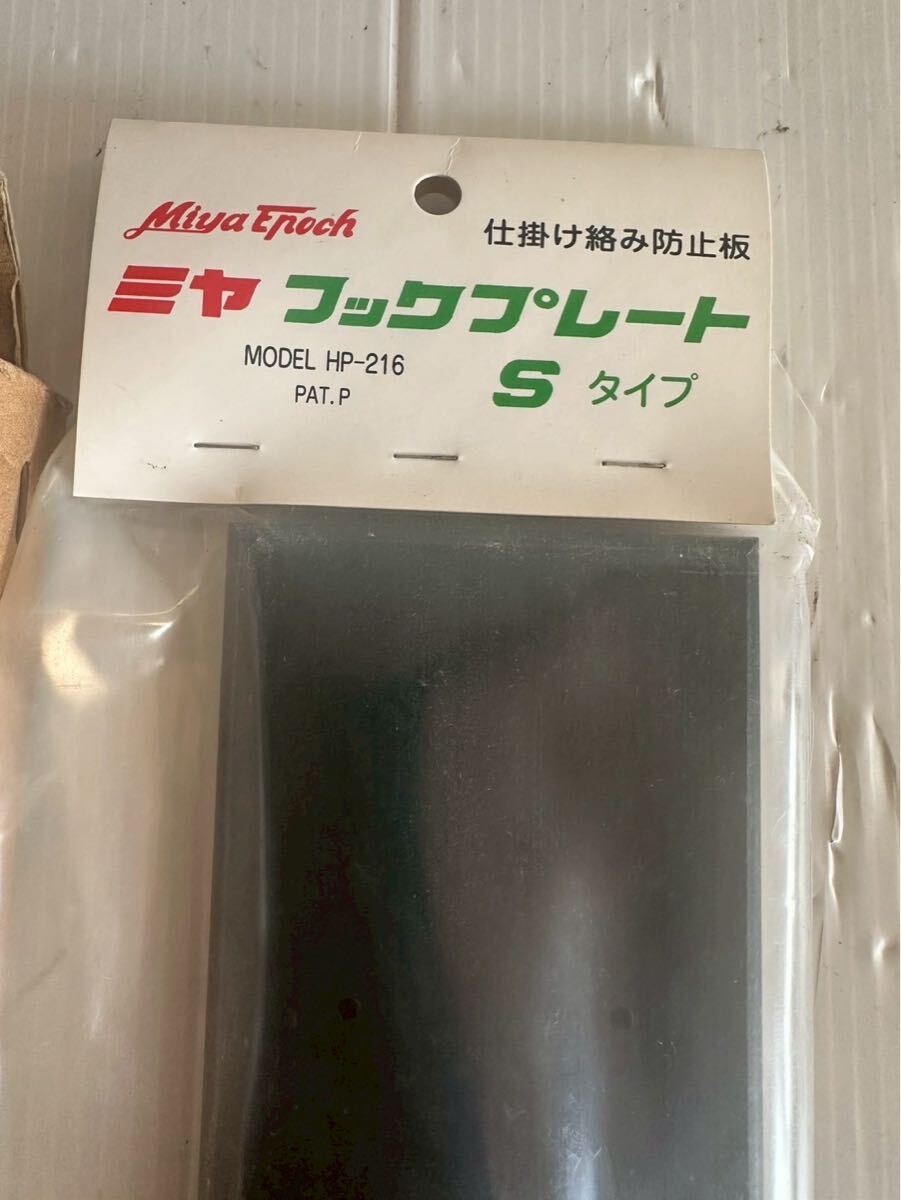 Miya Epoch
仕掛け絡み防止板
ミヤ フックプレート
MODEL HP-216
S タイプ
PAT.P